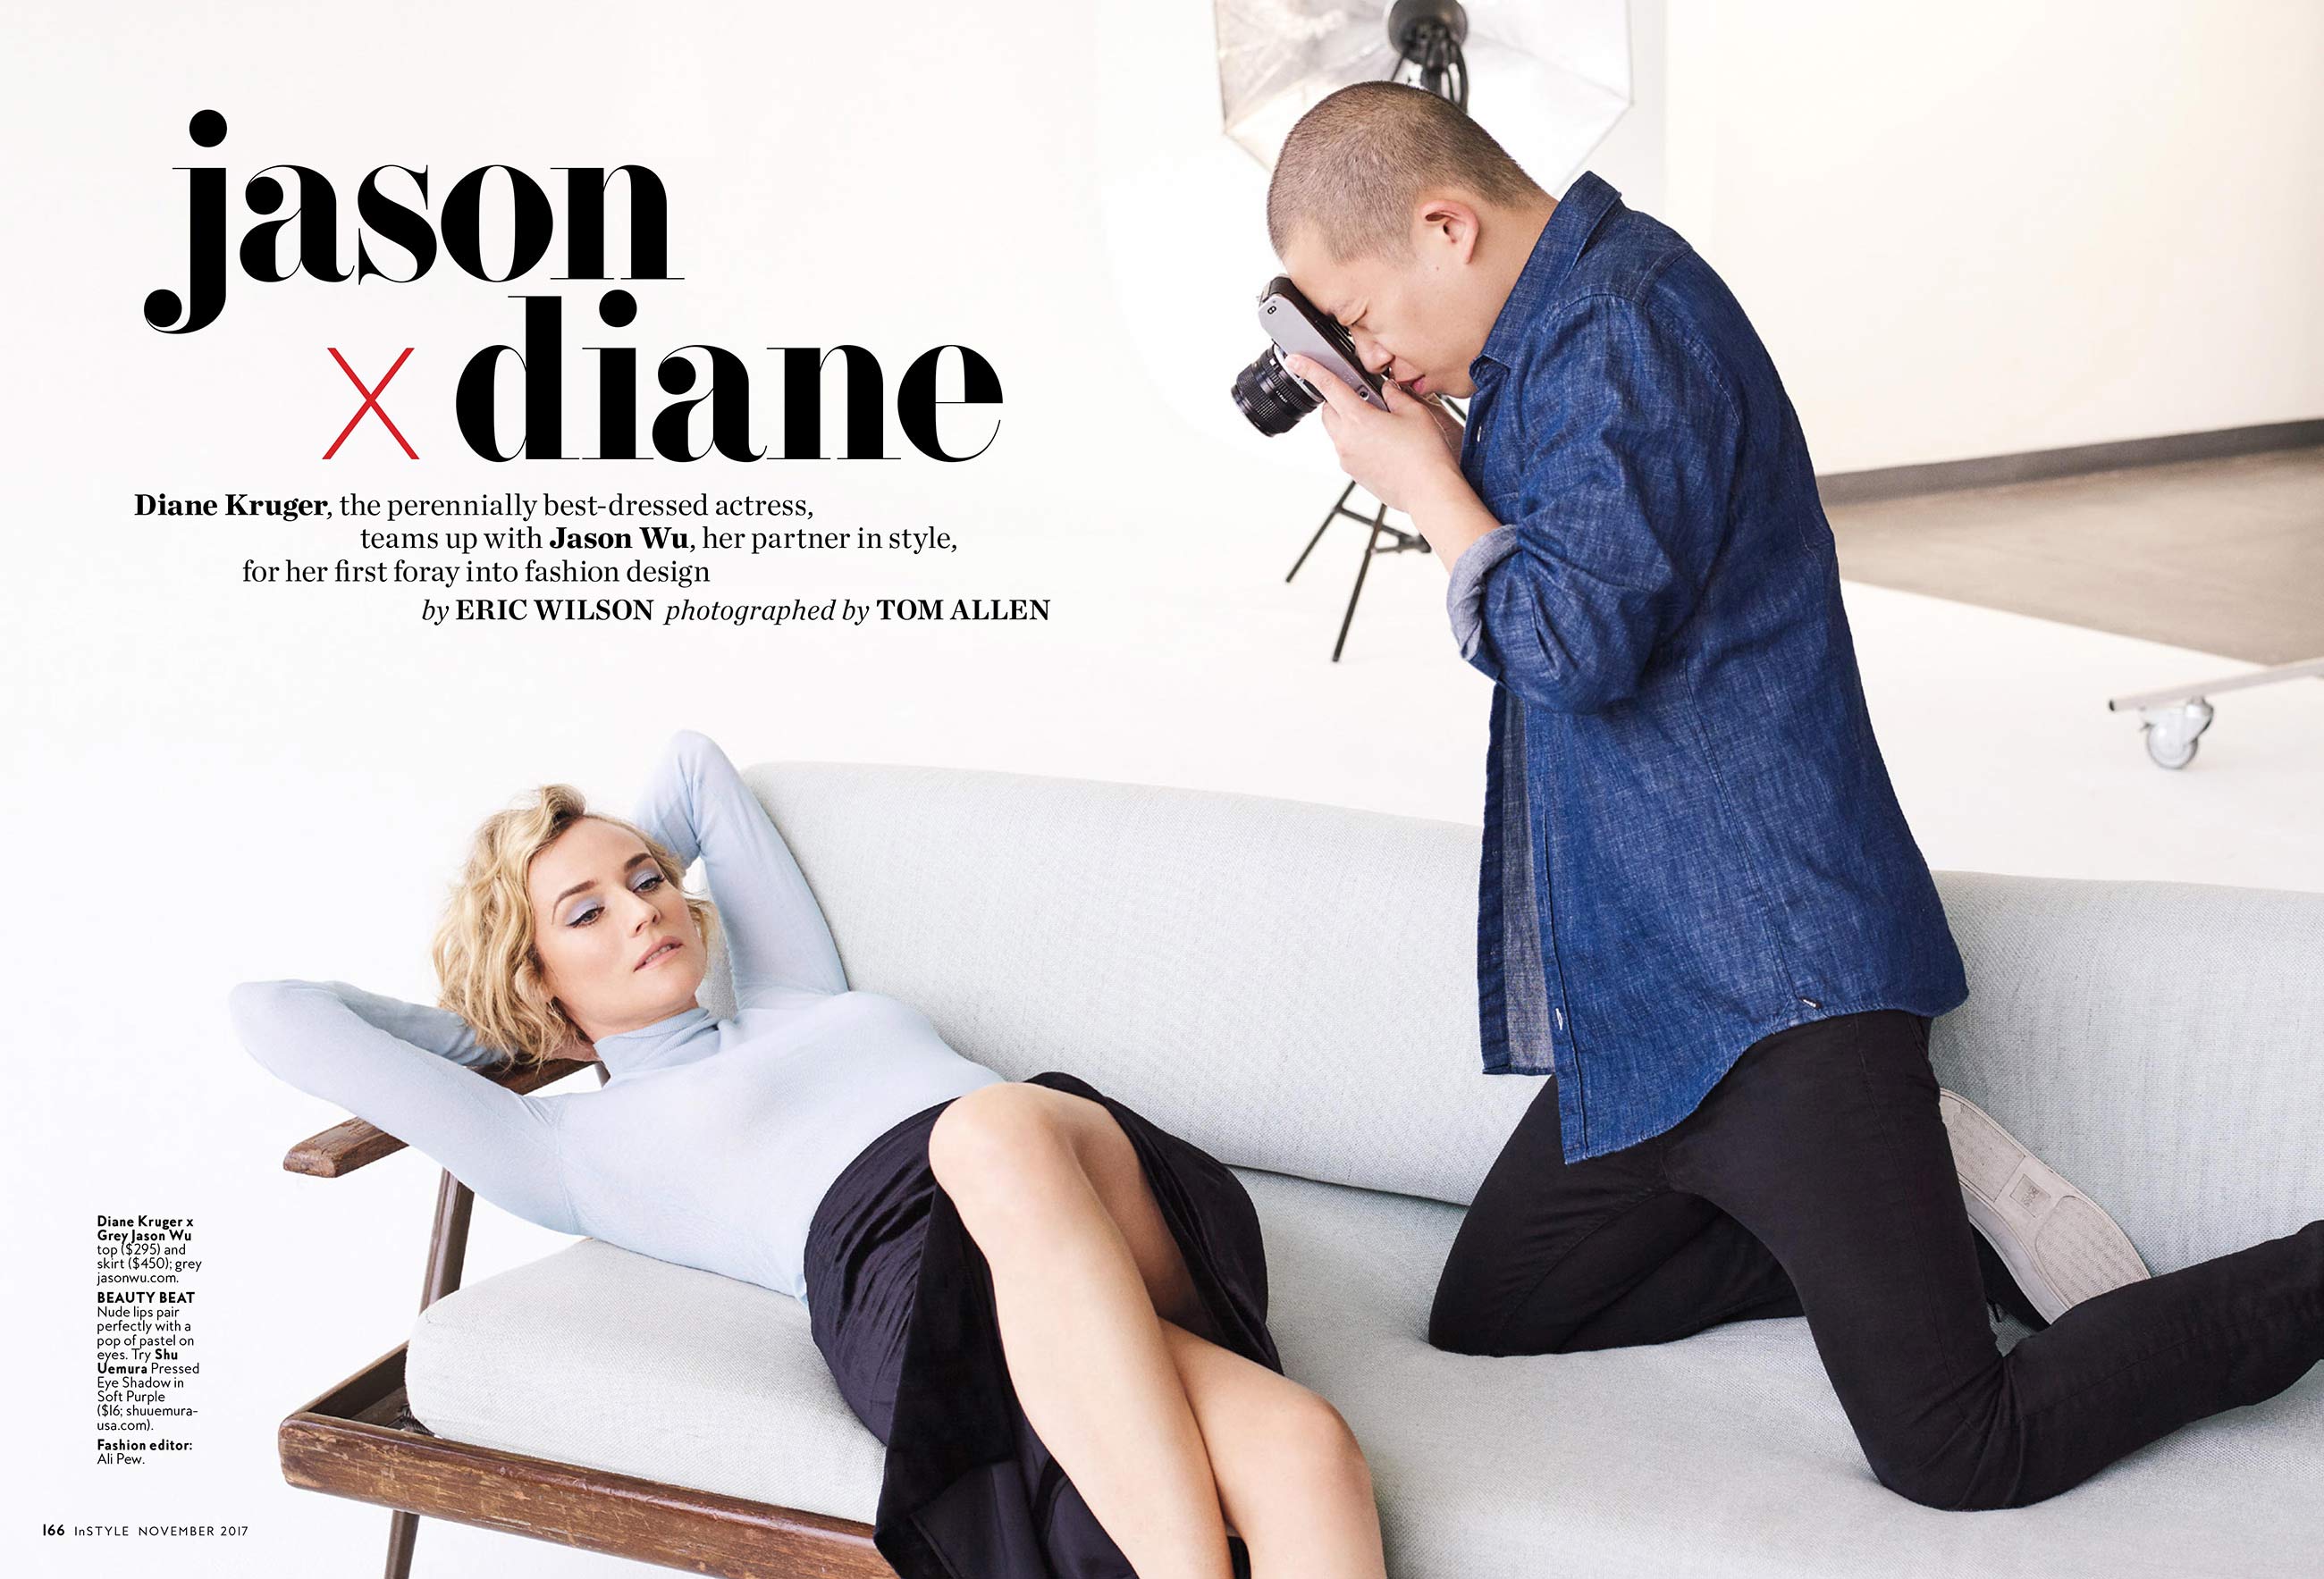 jason
x diane
Diane Kruger, the perennially best-dressed actress,
teams up with Jason Wu, her partner in style,
for her first foray into fashion design
by ERIC WILSON photographed by TOM ALLEN
Diane Kruger x
Grey Jason Wu
top ($295) and
skirt ($450); grey
jasonwu.com.
BEAUTY BEAT
Nude lips pair
perfectly with a
pop of pastel on
eyes. Try Shu
Uemura Pressed
Eye Shadow in
Soft Purple
($16; shuuemura-
usa.com).
Fashion editor:
Ali Pew.
166 InSTYLE NOVEMBER 2017